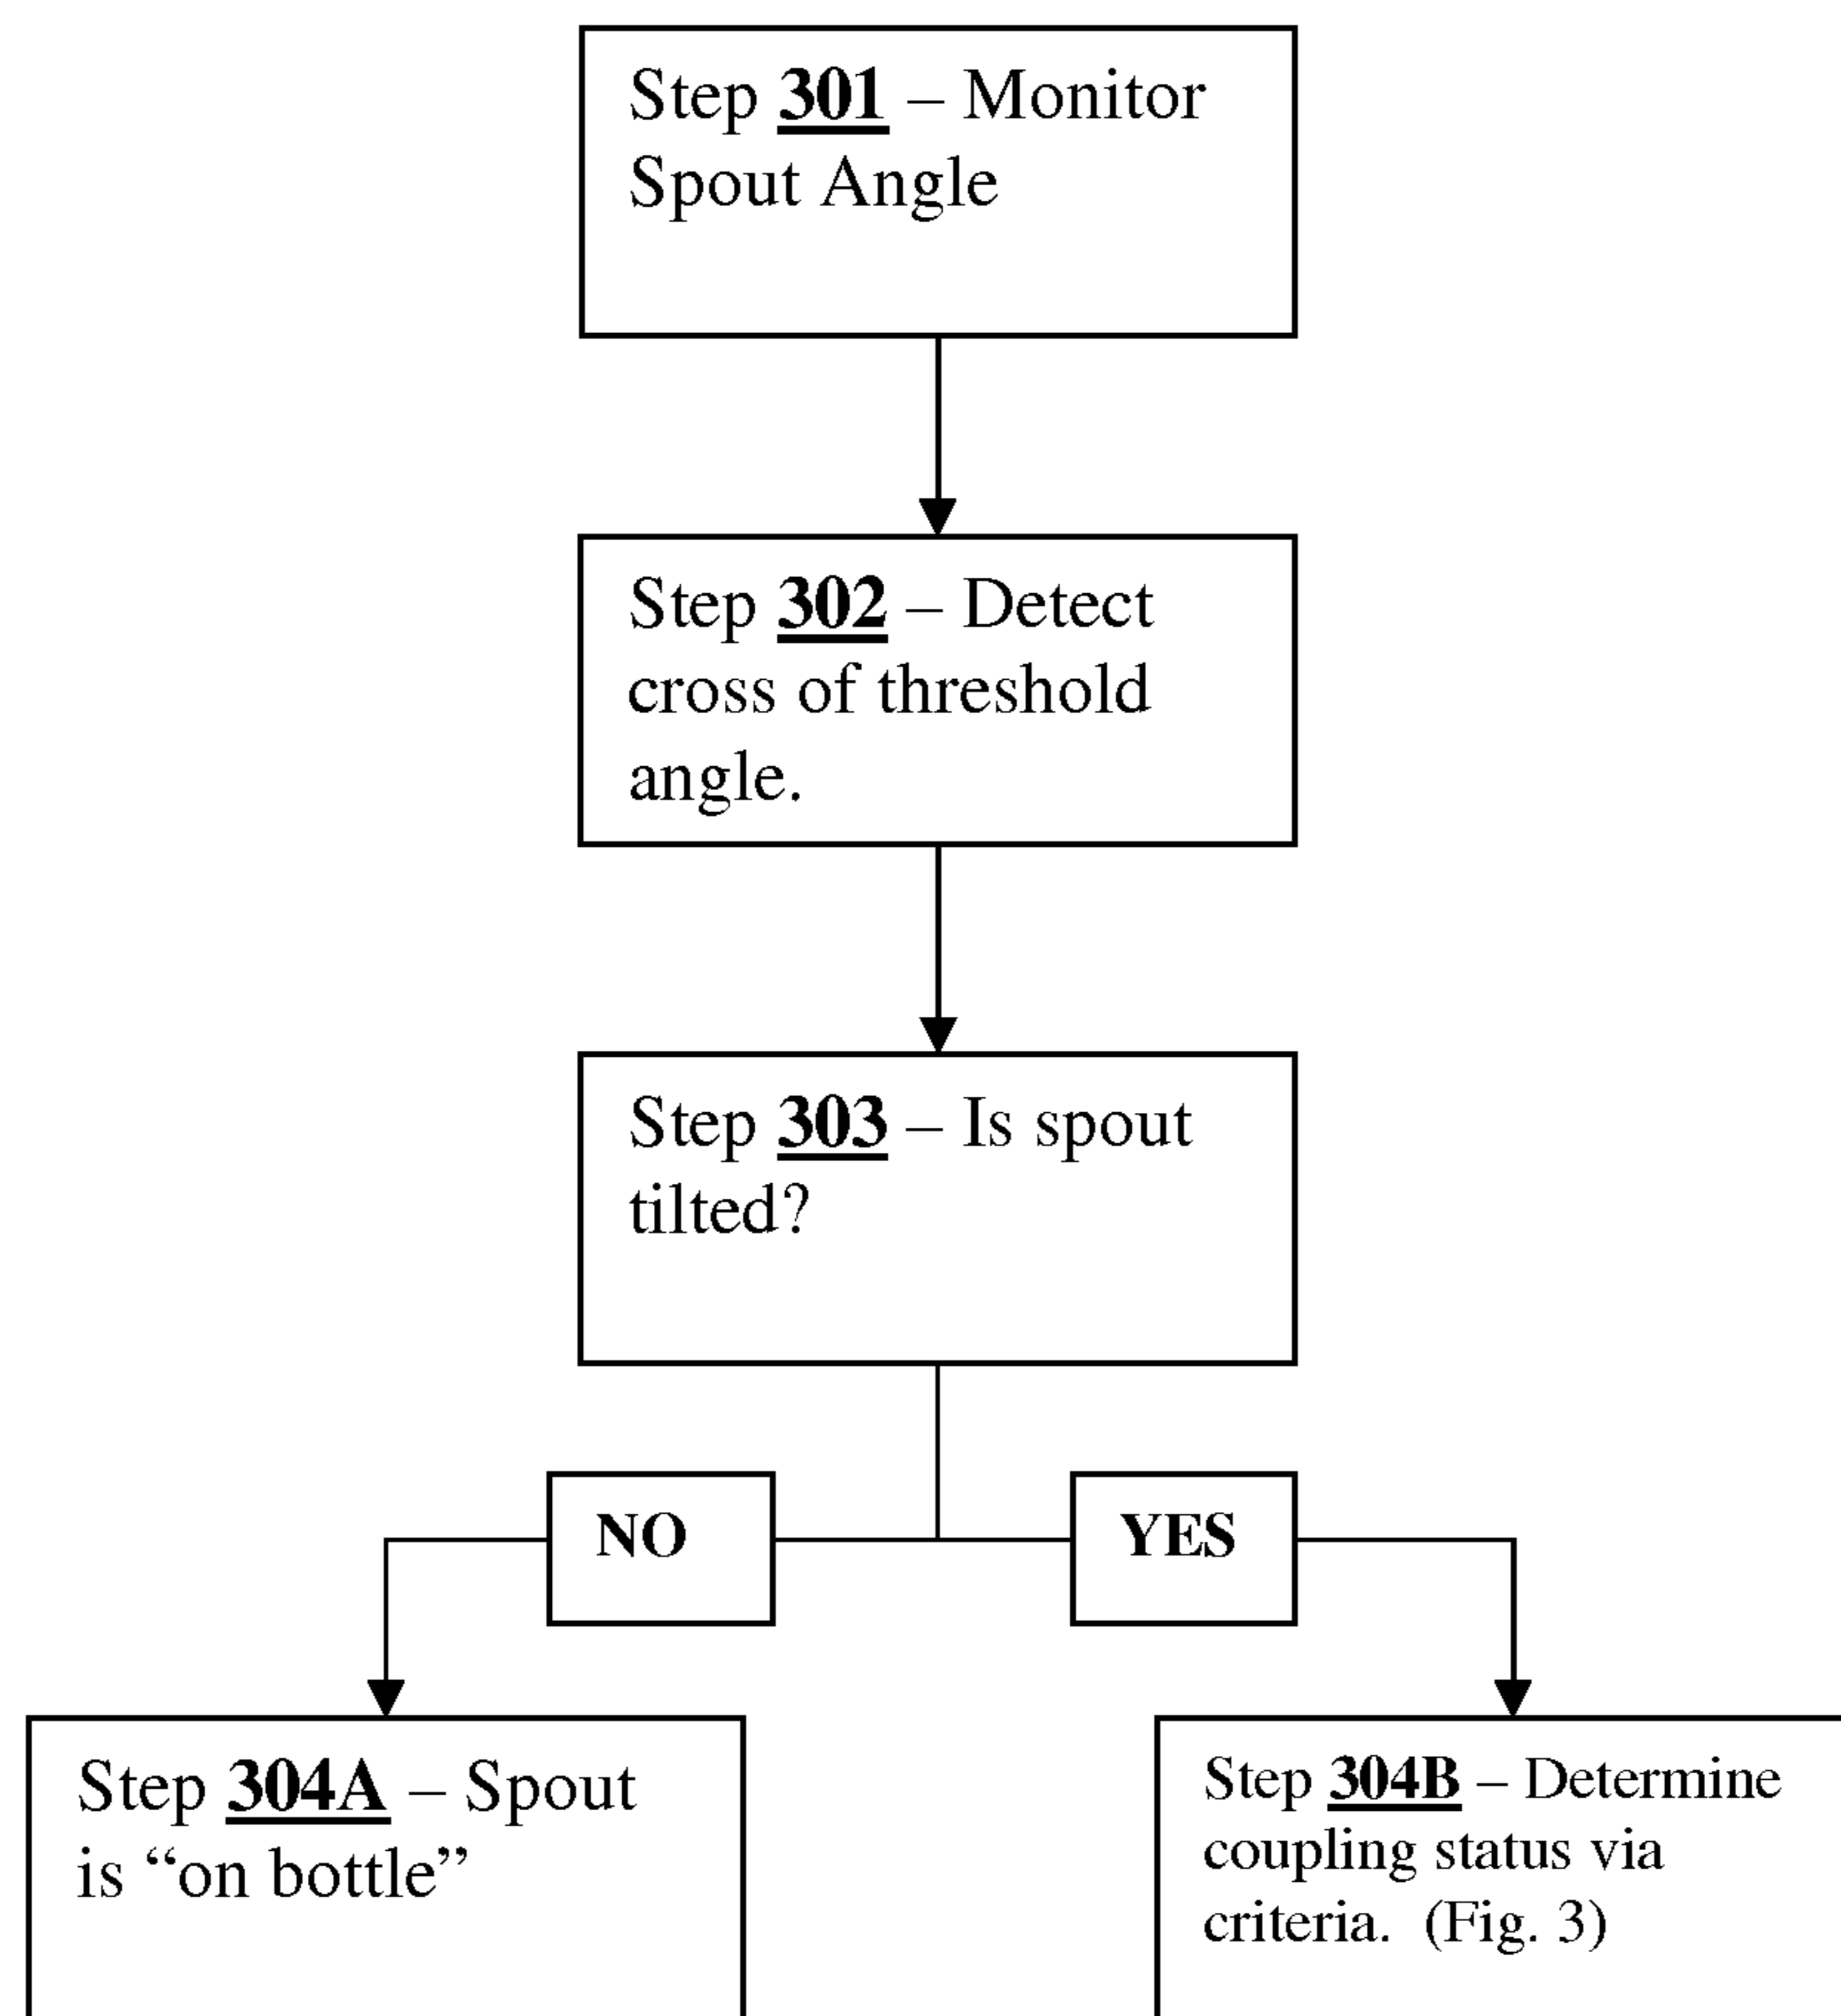 Step 301 – Monitor
Spout Angle
Step 302 – Detect
cross of threshold
angle.
Step 303 – Is spout
tilted?
NO
YES
Step 304A – Spout
is “on bottle”
Step 304B – Determine
coupling status via
criteria. (Fig. 3)